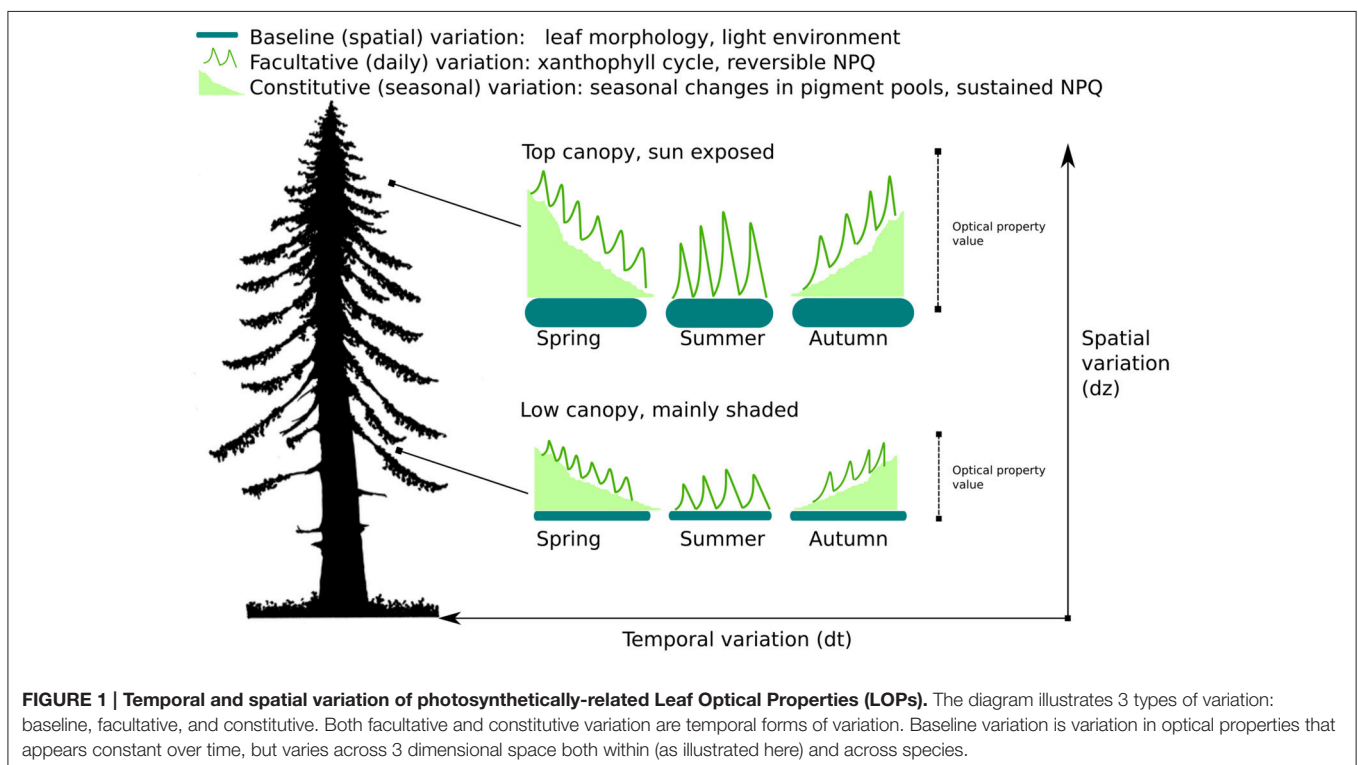 Baseline (spatial) variation: leaf morphology, light environment
Facultative (daily) variation: xanthophyll cycle, reversible NPQ
Constitutive (seasonal) variation: seasonal changes in pigment pools, sustained NPQ
Top canopy, sun exposed
Optical property
value
Spring
Summer
Autumn
Spatial
variation
(dz)
Low canopy, mainly shaded
Optical property
value
Spring
Summer
Autumn
Temporal variation (dt)
FIGURE 1 | Temporal and spatial variation of photosynthetically-related Leaf Optical Properties (LOPs). The diagram illustrates 3 types of variation:
baseline, facultative, and constitutive. Both facultative and constitutive variation are temporal forms of variation. Baseline variation is variation in optical properties that
appears constant over time, but varies across 3 dimensional space both within (as illustrated here) and across species.